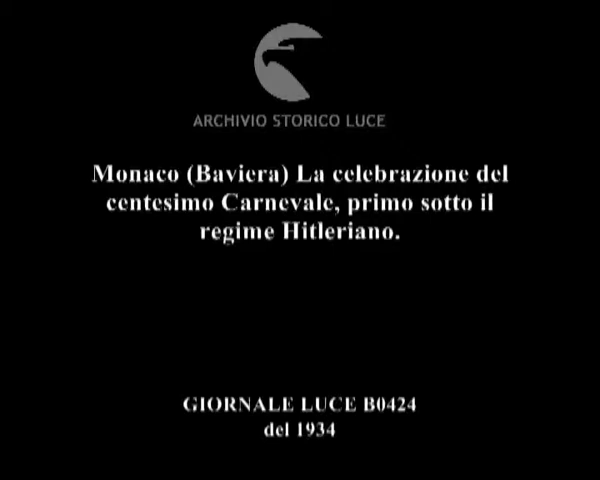 ARCHIVIO STORICO LUCE
Monaco (Baviera) La celebrazione del
centesimo Carnevale, primo sotto il
regime Hitleriano.
GIORNALE LUCE B0424
del 1934